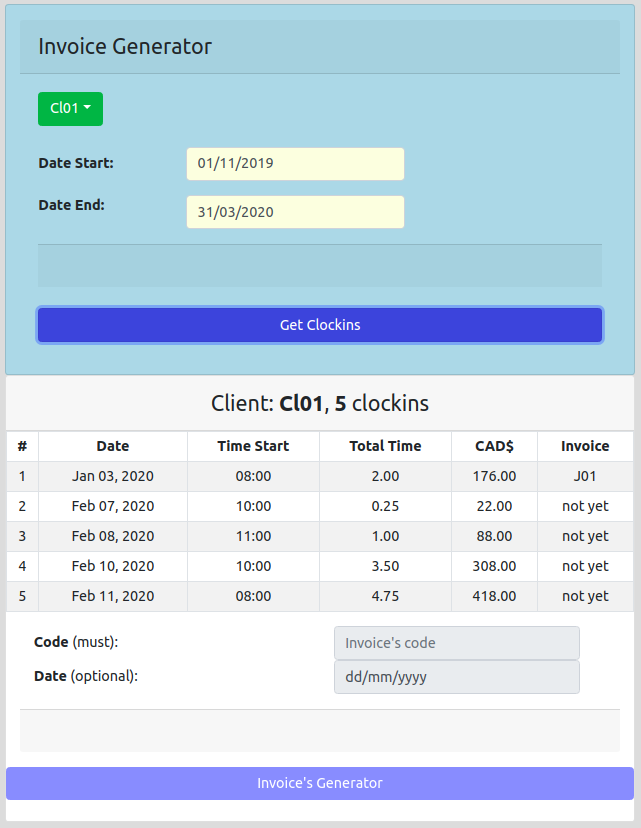 Invoice Generator
Cl01
Date Start: 01/11/2019
Date End: 31/03/2020
Get Clockins
Client: Cl01, 5 clockins
# Date Time Start Total Time CAD$ Invoice
1 Jan 03, 2020 08:00 2.00 176.00 J01
2 Feb 07, 2020 10:00 0.25 22.00 not yet
3 Feb 08, 2020 11:00 1.00 88.00 not yet
4 Feb 10, 2020 10:00 3.50 308.00 not yet
5 Feb 11, 2020 08:00 4.75 418.00 not yet
Code (must): Invoice's code
Date (optional): dd/mm/yyyy
Invoice's Generator